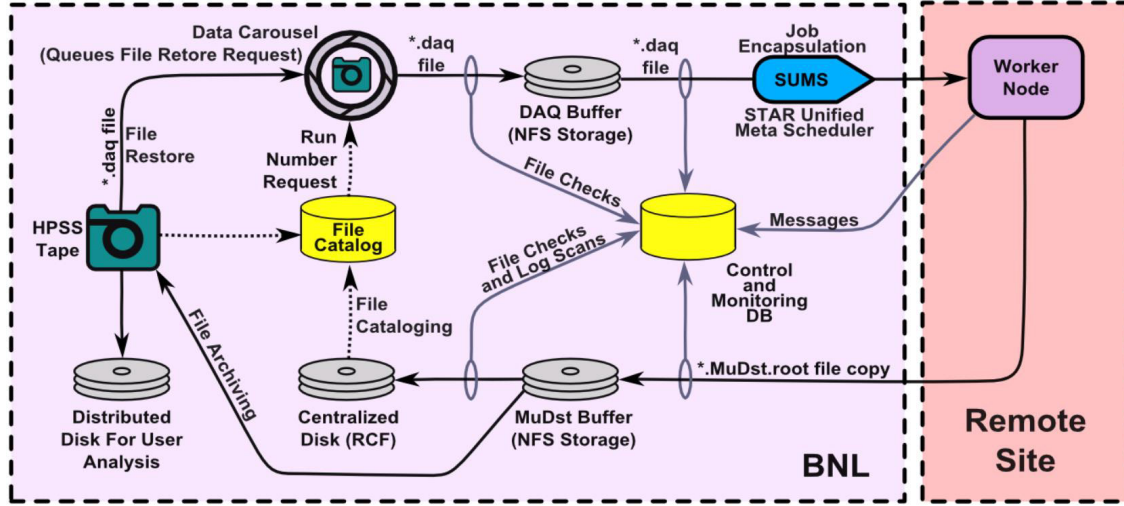 Data Carousel
(Queues File Retore Request)
*.daq
file
*.daq
file
Job
Encapsulation
SUMS
STAR Unified
Meta Scheduler
Worker
Node
DAQ Buffer
(NFS Storage)
*.daq file
File
Restore
Run
Number
Request
File Checks
HPSS
Tape
File
Catalog
Messages
File Checks
and Log Scans
Control
and
Monitoring
DB
File
Cataloging
File Archiving
*.MuDst.root file copy
Distributed
Disk For User
Analysis
Centralized
Disk (RCF)
MuDst Buffer
(NFS Storage)
BNL
Remote
Site